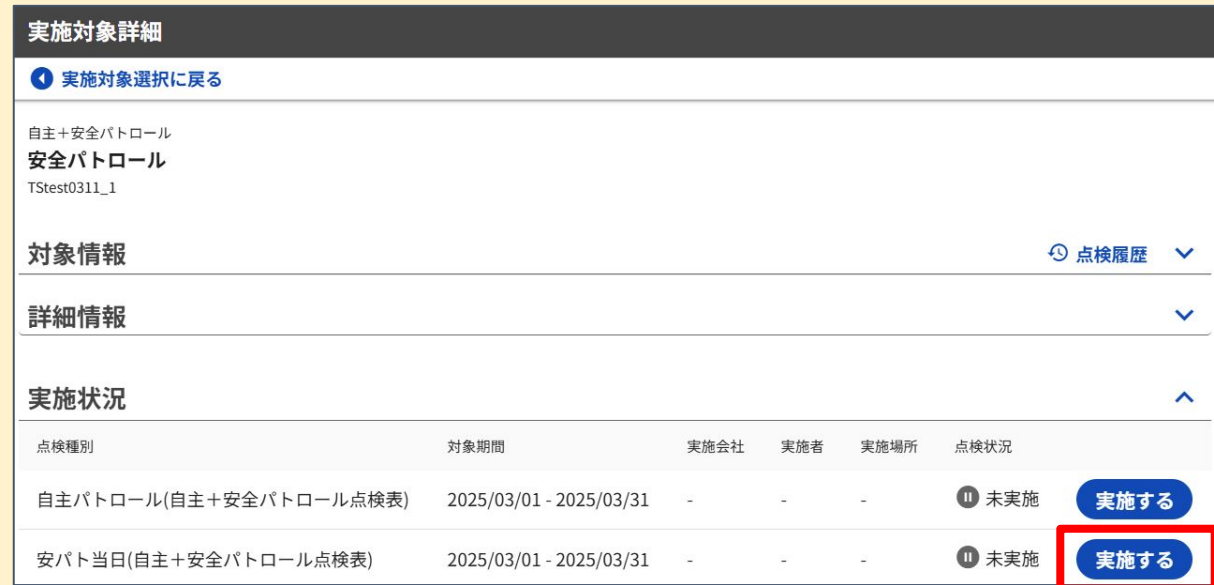 実施対象詳細
実施対象選択に戻る
自主＋安全パトロール
安全パトロール
TStest0311_1
対象情報 点検履歴
詳細情報
実施状況
点検種別 対象期間 実施会社 実施者 実施場所 点検状況
自主パトロール(自主＋安全パトロール点検表) 2025/03/01 - 2025/03/31 - - - 未実施 実施する
安パト当日(自主＋安全パトロール点検表) 2025/03/01 - 2025/03/31 - - - 未実施 実施する